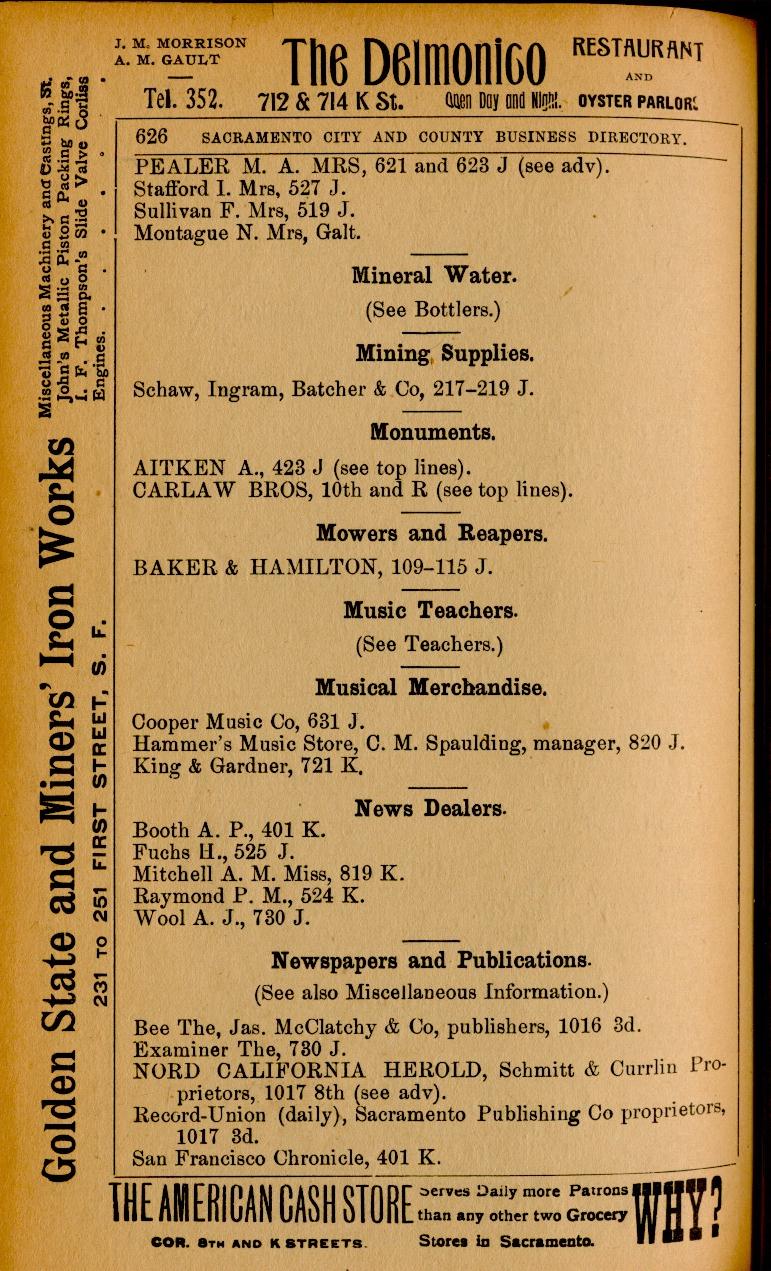 J. M. MORRISON
A. M. GAULT
Tel. 352.
The Delmonico
712 & 714 K St. Open Day and Night.
RESTAURANT
AND
OYSTER PARLORS
626 SACRAMENTO CITY AND COUNTY BUSINESS DIRECTORY.
PEALER M. A. MRS, 621 and 623 J (see adv).
Stafford I. Mrs, 527 J.
Sullivan F. Mrs, 519 J.
Montague N. Mrs, Galt.
Mineral Water.
(See Bottlers.)
Mining Supplies.
Schaw, Ingram, Batcher & Co, 217–219 J.
Monuments.
AITKEN A., 423 J (see top lines).
CARLAW BROS, 10th and R (see top lines).
Mowers and Reapers.
BAKER & HAMILTON, 109–115 J.
Music Teachers.
(See Teachers.)
Musical Merchandise.
Cooper Music Co, 631 J.
Hammer's Music Store, C. M. Spaulding, manager, 820 J.
King & Gardner, 721 K.
News Dealers.
Booth A. P., 401 K.
Fuchs H., 525 J.
Mitchell A. M. Miss, 819 K.
Raymond P. M., 524 K.
Wool A. J., 730 J.
Newspapers and Publications.
(See also Miscellaneous Information.)
Bee The, Jas. McClatchy & Co, publishers, 1016 3d.
Examiner The, 730 J.
NORD CALIFORNIA HEROLD, Schmitt & Currlin Pro-
prietors, 1017 8th (see adv).
Record-Union (daily), Sacramento Publishing Co proprietors,
1017 3d.
San Francisco Chronicle, 401 K.
Golden State and Miners' Iron Works
231 TO 251 FIRST STREET, S. F.
Miscellaneous Machinery and Castings, St.
John's Metallic Piston Packing Rings,
I. F. Thompson's Slide Valve Corliss
Engines. . . . .
THE AMERICAN CASH STORE
COR. 8TH AND K STREETS.
Serves Daily more Patrons
than any other two Grocery
Stores in Sacramento.
WHY?